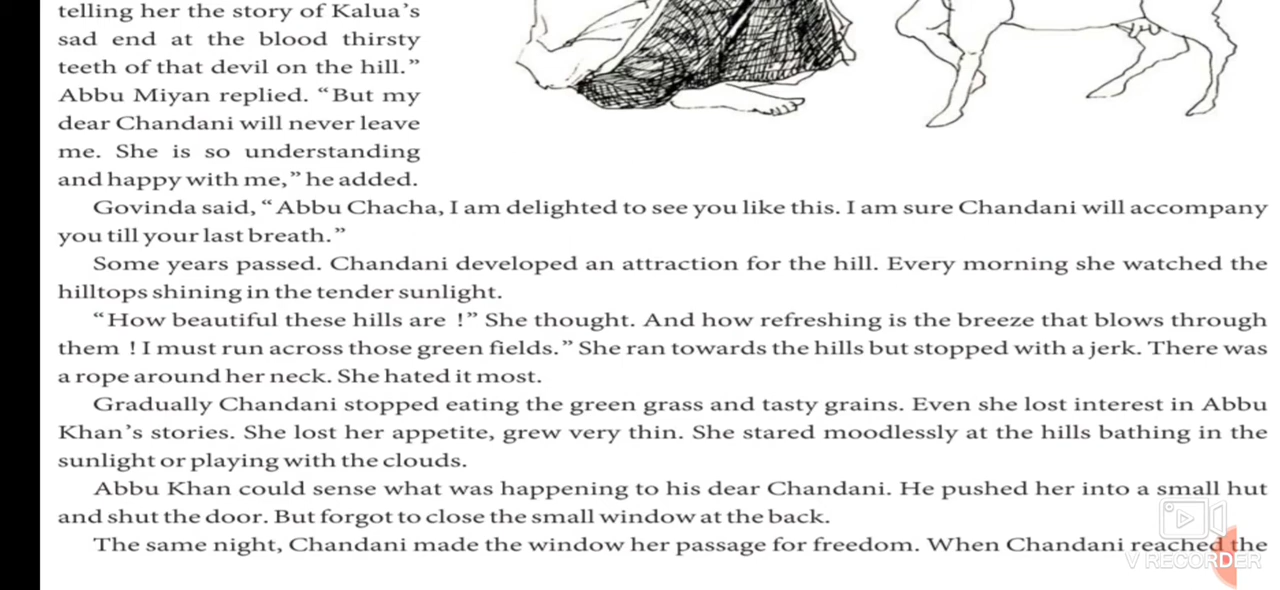 telling her the story of Kalua's
sad end at the blood thirsty
teeth of that devil on the hill."
Abbu Miyan replied. "But my
dear Chandani will never leave
me. She is so understanding
and happy with me," he added.
Govinda said, "Abbu Chacha, I am delighted to see you like this. I am sure Chandani will accompany
you till your last breath."
Some years passed. Chandani developed an attraction for the hill. Every morning she watched the
hilltops shining in the tender sunlight.
"How beautiful these hills are !" She thought. And how refreshing is the breeze that blows through
them ! I must run across those green fields." She ran towards the hills but stopped with a jerk. There was
a rope around her neck. She hated it most.
Gradually Chandani stopped eating the green grass and tasty grains. Even she lost interest in Abbu
Khan's stories. She lost her appetite, grew very thin. She stared moodlessly at the hills bathing in the
sunlight or playing with the clouds.
Abbu Khan could sense what was happening to his dear Chandani. He pushed her into a small hut
and shut the door. But forgot to close the small window at the back.
The same night, Chandani made the window her passage for freedom. When Chandani reached the
V RECORDER